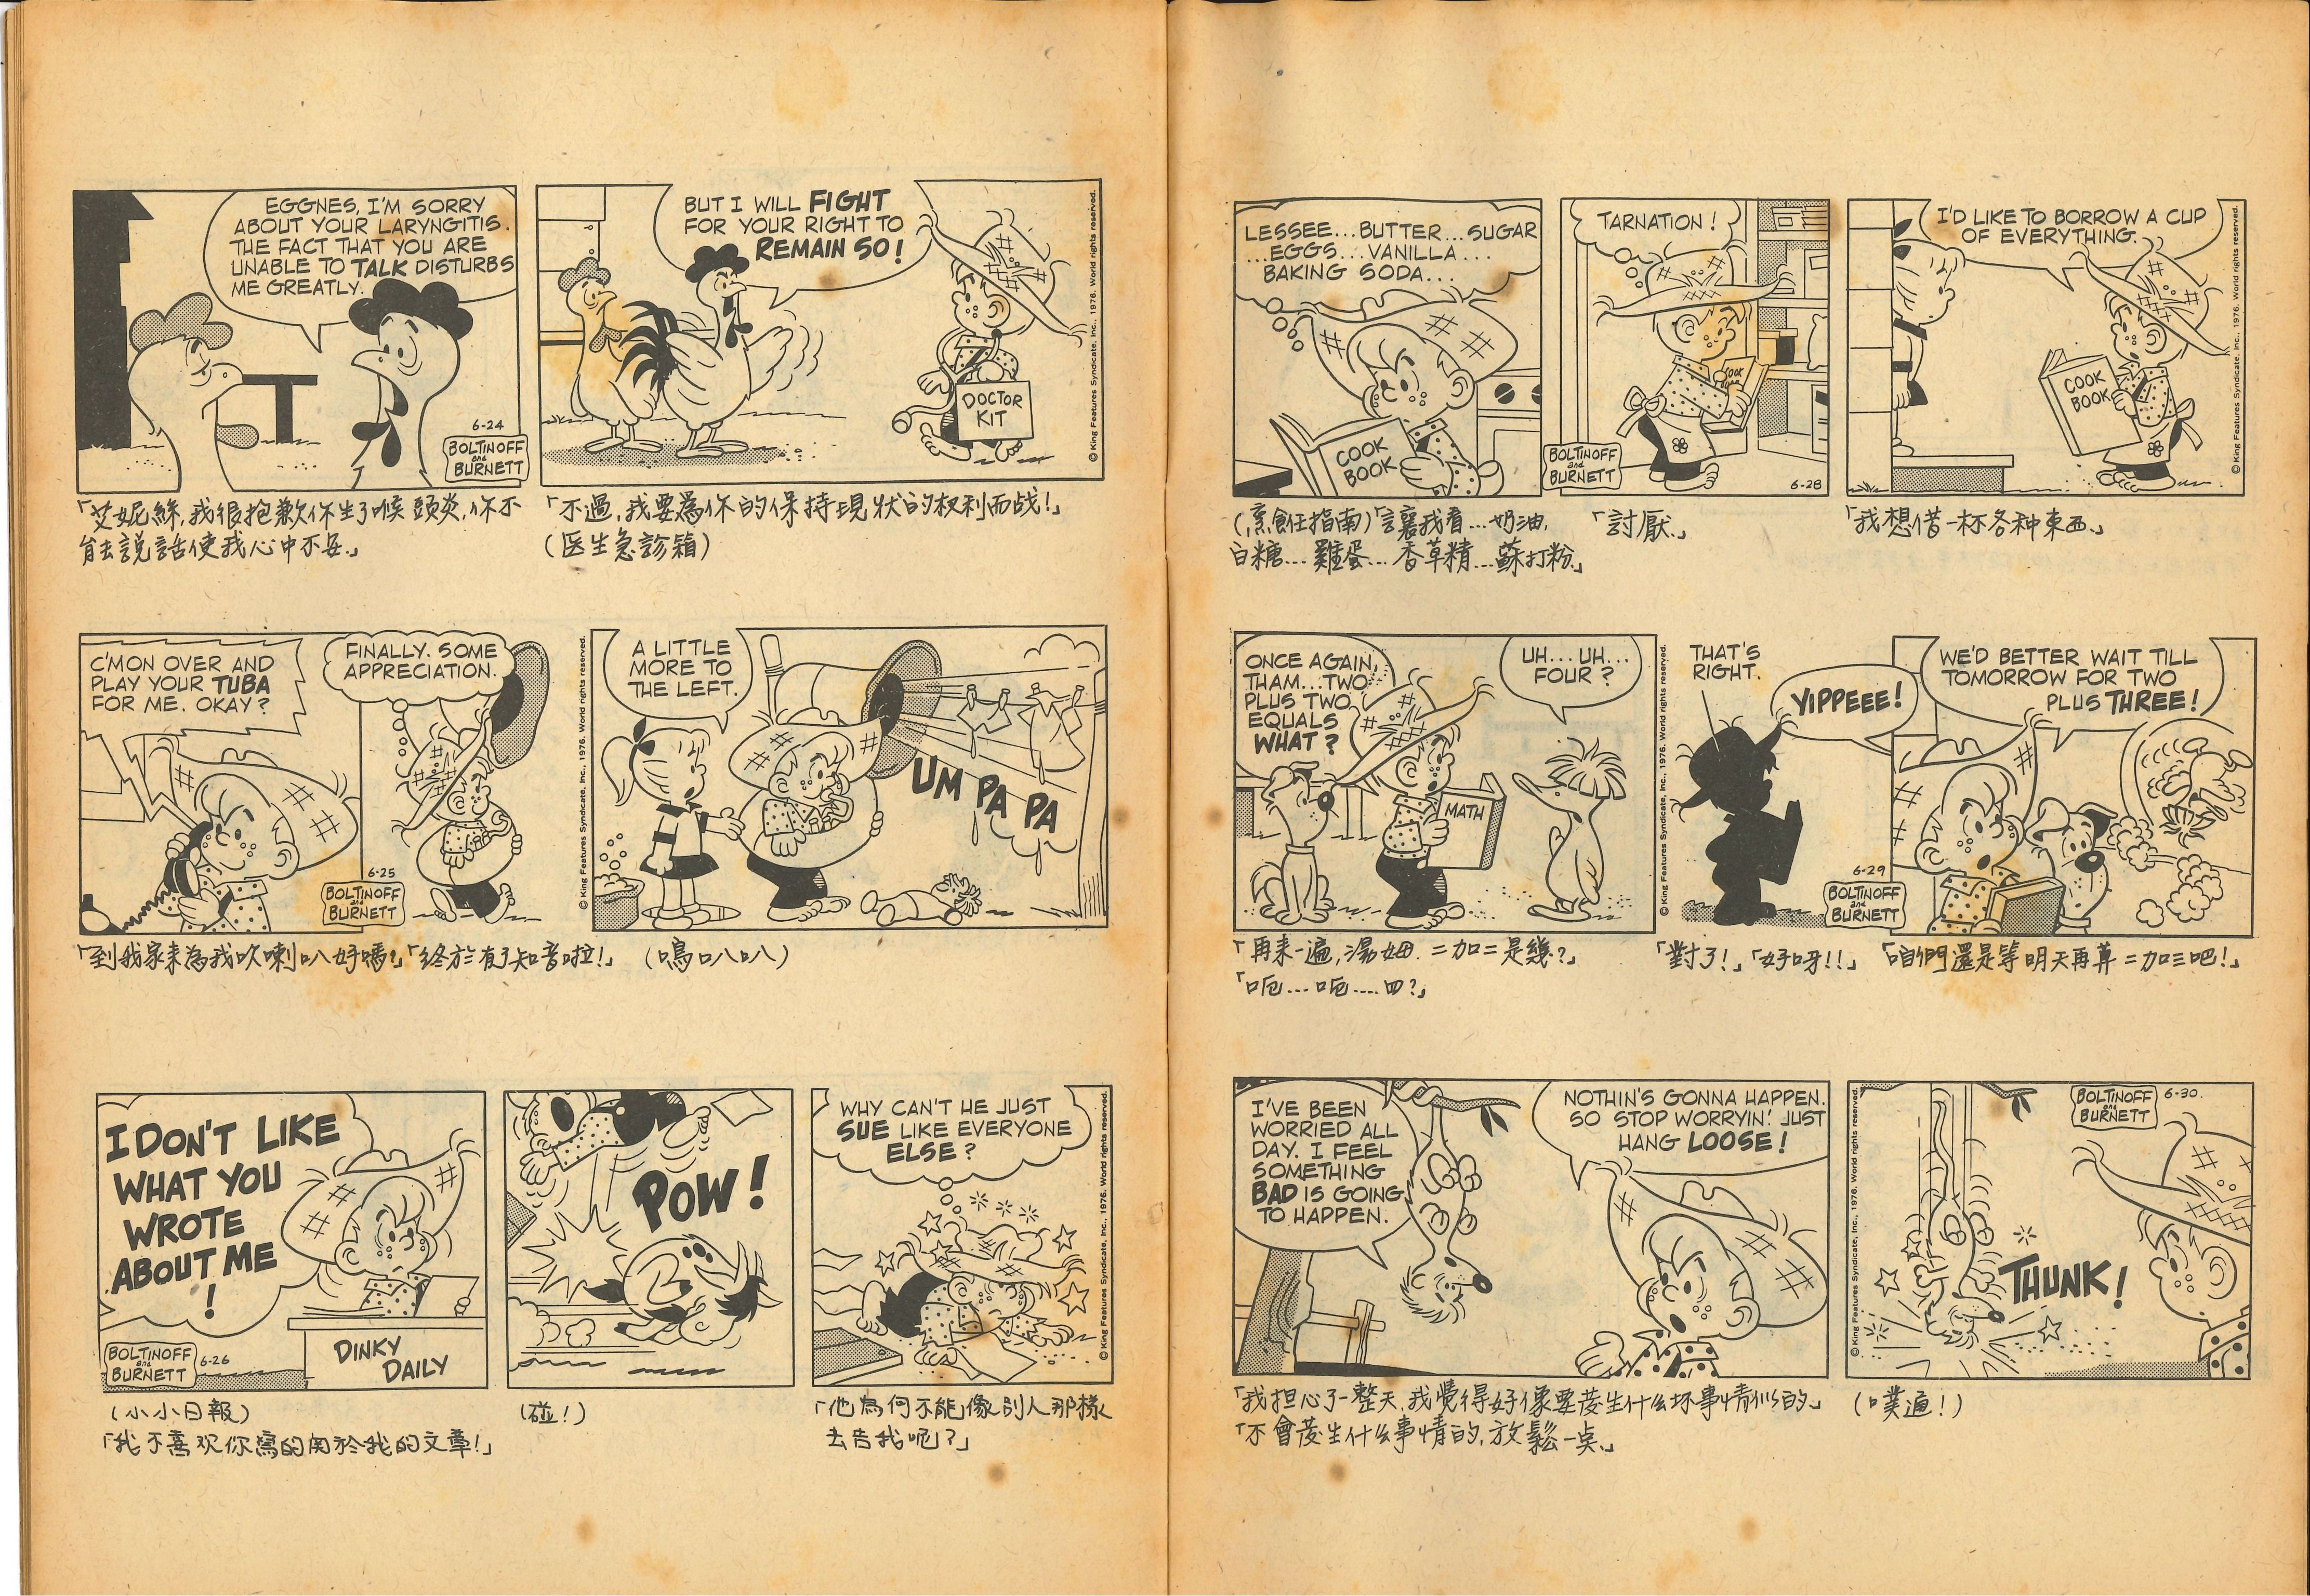 EGGNES, I'M SORRY
ABOUT YOUR LARYNGITIS.
THE FACT THAT YOU ARE
UNABLE TO TALK DISTURBS
ME GREATLY.
6-24
BOLTINOFF
and
BURNETT
BUT I WILL FIGHT
FOR YOUR RIGHT TO
REMAIN SO!
DOCTOR
KIT
© King Features Syndicate, Inc., 1976. World rights reserved.
「艾妮絲,我很抱歉你生了喉頭炎,你不
能去説話使我心中不安.」
「不過,我要為你的保持現狀的权利而战!」
(医生急診箱)
C'MON OVER AND
PLAY YOUR TUBA
FOR ME. OKAY?
FINALLY. SOME
APPRECIATION.
6-25
BOLTINOFF
and
BURNETT
© King Features Syndicate, Inc., 1976. World rights reserved.
A LITTLE
MORE TO
THE LEFT.
UM PA PA
「到我家来為我吹喇叭好嗎?」「終於有了知音啦!」
(鳴叭叭)
I DON'T LIKE
WHAT YOU
WROTE
ABOUT ME
!
BOLTINOFF
and
BURNETT
6-26
DINKY
DAILY
POW!
WHY CAN'T HE JUST
SUE LIKE EVERYONE
ELSE?
© King Features Syndicate, Inc., 1976. World rights reserved.
(小小日報)
「我不喜欢你寫的関於我的文章!」
(碰!)
「他為何不能像别人那樣
去告我呢?」
LESSEE...BUTTER...SUGAR
...EGGS...VANILLA...
BAKING SODA...
COOK
BOOK
TARNATION!
COOK
BOOK
BOLTINOFF
and
BURNETT
6-28
I'D LIKE TO BORROW A CUP
OF EVERYTHING.
COOK
BOOK
© King Features Syndicate, Inc., 1976. World rights reserved.
(烹飪指南)「讓我看...奶油,
白糖...雞蛋...香草精...蘇打粉.」
「討厭.」
「我想借一杯各种東西.」
ONCE AGAIN,
THAM...TWO
PLUS TWO
EQUALS
WHAT?
UH...UH...
FOUR?
MATH
© King Features Syndicate, Inc., 1976. World rights reserved.
THAT'S
RIGHT.
YIPPEEE!
6-29
BOLTINOFF
and
BURNETT
WE'D BETTER WAIT TILL
TOMORROW FOR TWO
PLUS THREE!
「再来一遍,湯姆.二加二是幾?」
「呃...呃....四?」
「對了!」「好呀!!」
「咱們還是等明天再算二加三吧!」
I'VE BEEN
WORRIED ALL
DAY. I FEEL
SOMETHING
BAD IS GOING
TO HAPPEN.
NOTHIN'S GONNA HAPPEN.
SO STOP WORRYIN'. JUST
HANG LOOSE!
© King Features Syndicate, Inc., 1976. World rights reserved.
BOLTINOFF
and
BURNETT
6-30
THUNK!
「我担心了一整天,我覺得好像要發生什么坏事情似的.」
「不會發生什么事情的,放鬆一点.」
(噗通!)